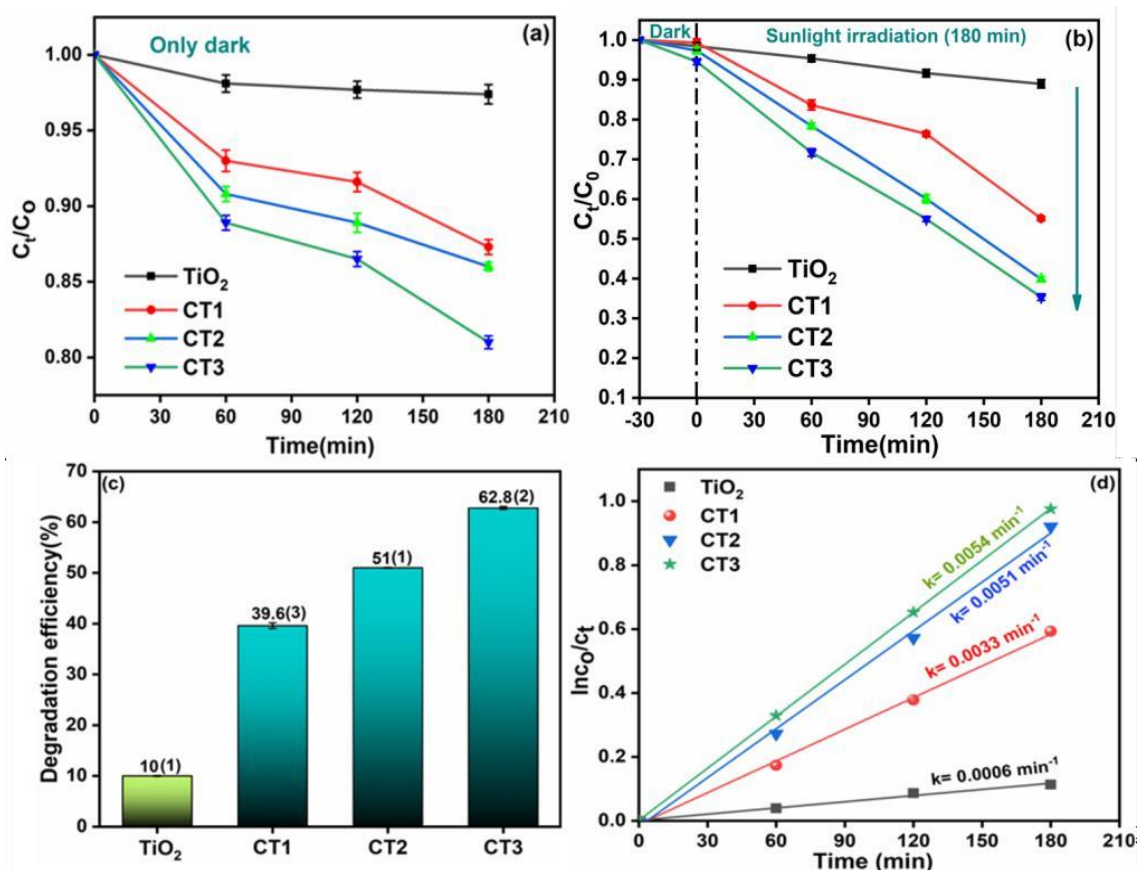 (a)
Only dark
1.00
0.95
0.90
0.85
0.80
Cₜ/C₀
TiO₂
CT1
CT2
CT3
0 30 60 90 120 150 180 210
Time(min)
(b)
Dark
Sunlight irradiation (180 min)
1.0
0.9
0.8
0.7
0.6
0.5
0.4
0.3
0.2
0.1
Cₜ/C₀
TiO₂
CT1
CT2
CT3
-30 0 30 60 90 120 150 180 210
Time(min)
(c)
70
60
50
40
30
20
10
0
Degradation efficiency(%)
10(1)
39.6(3)
51(1)
62.8(2)
TiO₂ CT1 CT2 CT3
(d)
1.0
0.8
0.6
0.4
0.2
0.0
lnc₀/cₜ
TiO₂
CT1
CT2
CT3
k= 0.0054 min⁻¹
k= 0.0051 min⁻¹
k= 0.0033 min⁻¹
k= 0.0006 min⁻¹
0 30 60 90 120 150 180 210
Time (min)